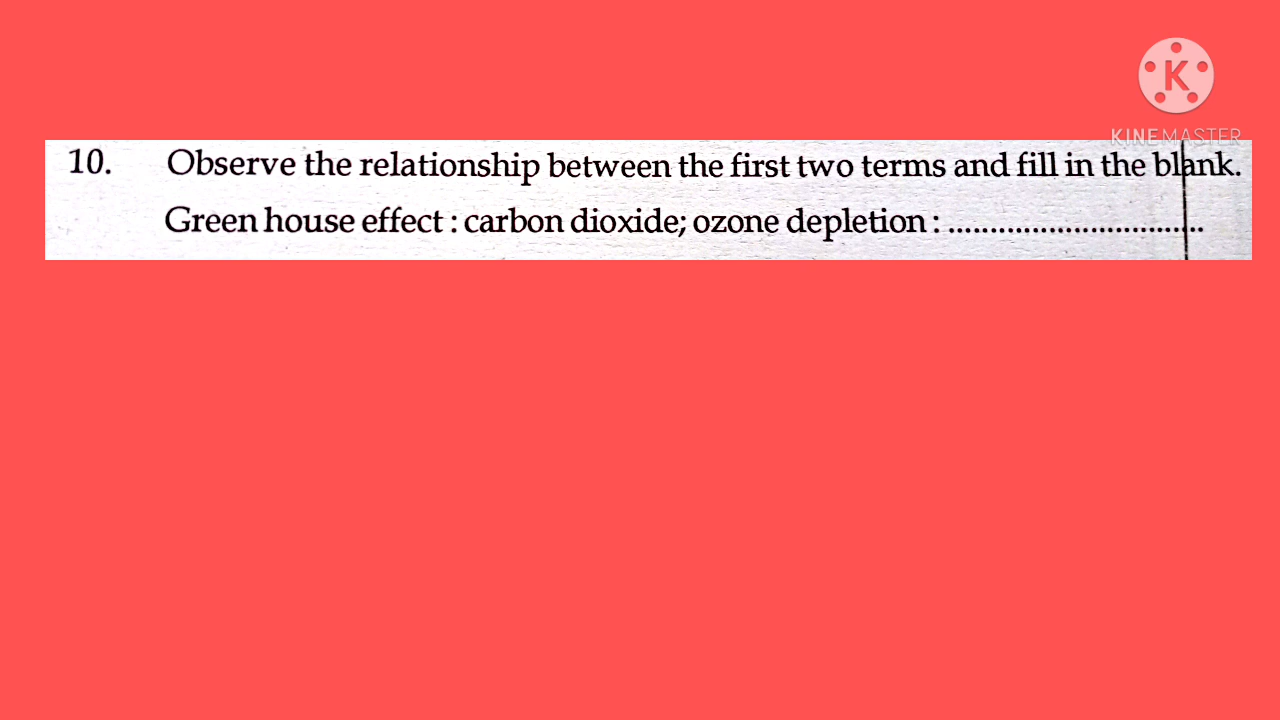 K
KINEMASTER
10. Observe the relationship between the first two terms and fill in the blank.
Green house effect : carbon dioxide; ozone depletion : ................................